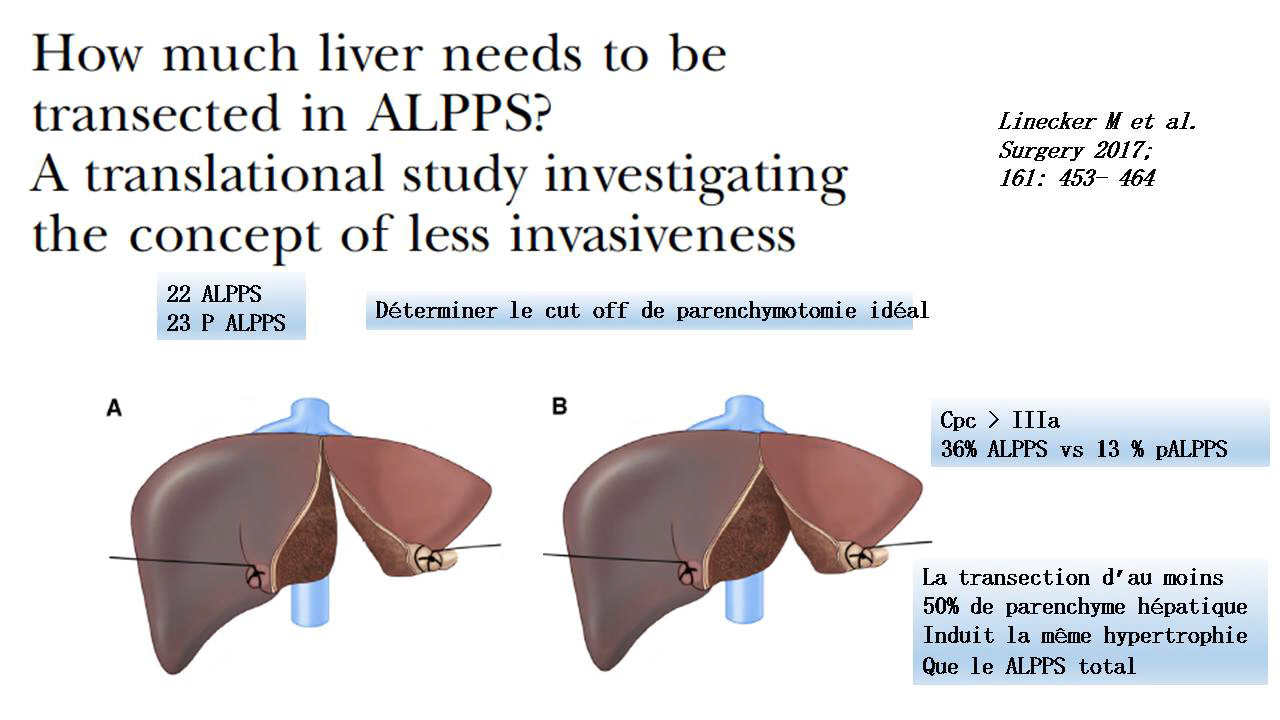 How much liver needs to be
transected in ALPPS?
A translational study investigating
the concept of less invasiveness
Linecker M et al.
Surgery 2017;
161: 453- 464
22 ALPPS
23 P ALPPS
Déterminer le cut off de parenchymotomie idéal
A
B
Cpc > IIIa
36% ALPPS vs 13 % pALPPS
La transection d'au moins
50% de parenchyme hépatique
Induit la même hypertrophie
Que le ALPPS total